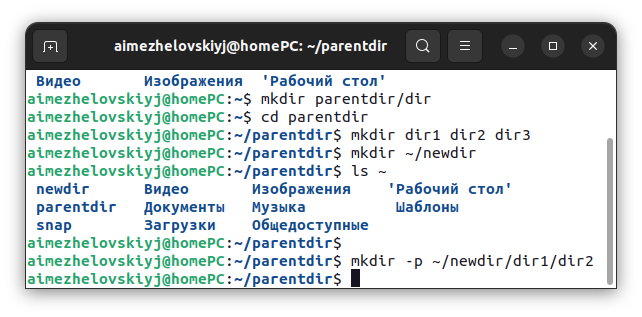 aimezhelovskiyj@homePC: ~/parentdir
Видео Изображения 'Рабочий стол'
aimezhelovskiyj@homePC:~$ mkdir parentdir/dir
aimezhelovskiyj@homePC:~$ cd parentdir
aimezhelovskiyj@homePC:~/parentdir$ mkdir dir1 dir2 dir3
aimezhelovskiyj@homePC:~/parentdir$ mkdir ~/newdir
aimezhelovskiyj@homePC:~/parentdir$ ls ~
newdir Видео Изображения 'Рабочий стол'
parentdir Документы Музыка Шаблоны
snap Загрузки Общедоступные
aimezhelovskiyj@homePC:~/parentdir$
aimezhelovskiyj@homePC:~/parentdir$ mkdir -p ~/newdir/dir1/dir2
aimezhelovskiyj@homePC:~/parentdir$